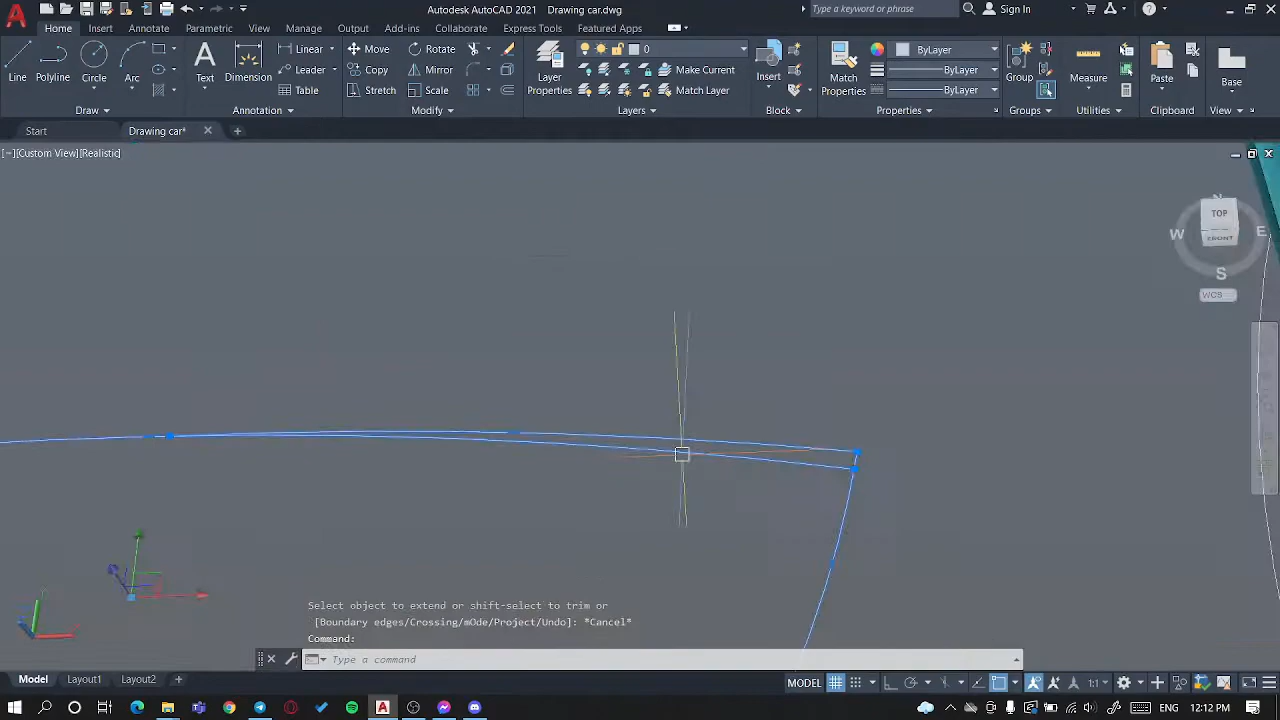 Autodesk AutoCAD 2021 Drawing car.dwg
Type a keyword or phrase
Sign In
Home Insert Annotate Parametric View Manage Output Add-ins Collaborate Express Tools Featured Apps
Line Polyline Circle Arc
Text Dimension
Linear
Leader
Table
Move Rotate
Copy Mirr
Stretch Scale
Layer
Properties
0
Make Current
Match Layer
Insert
Match
Properties
ByLayer
ByLayer
ByLayer
Group
Measure
Paste
Base
Draw Annotation Modify Layers Block Properties Groups Utilities Clipboard View
Start Drawing car*
[−][Custom View][Realistic]
N
TOP
W E
FRONT
S
WCS
Select object to extend or shift-select to trim or
[Boundary edges/Crossing/mOde/Project/Undo]: *Cancel*
Command:
Type a command
Model Layout1 Layout2 +
MODEL 1:1
ENG 12:12 PM